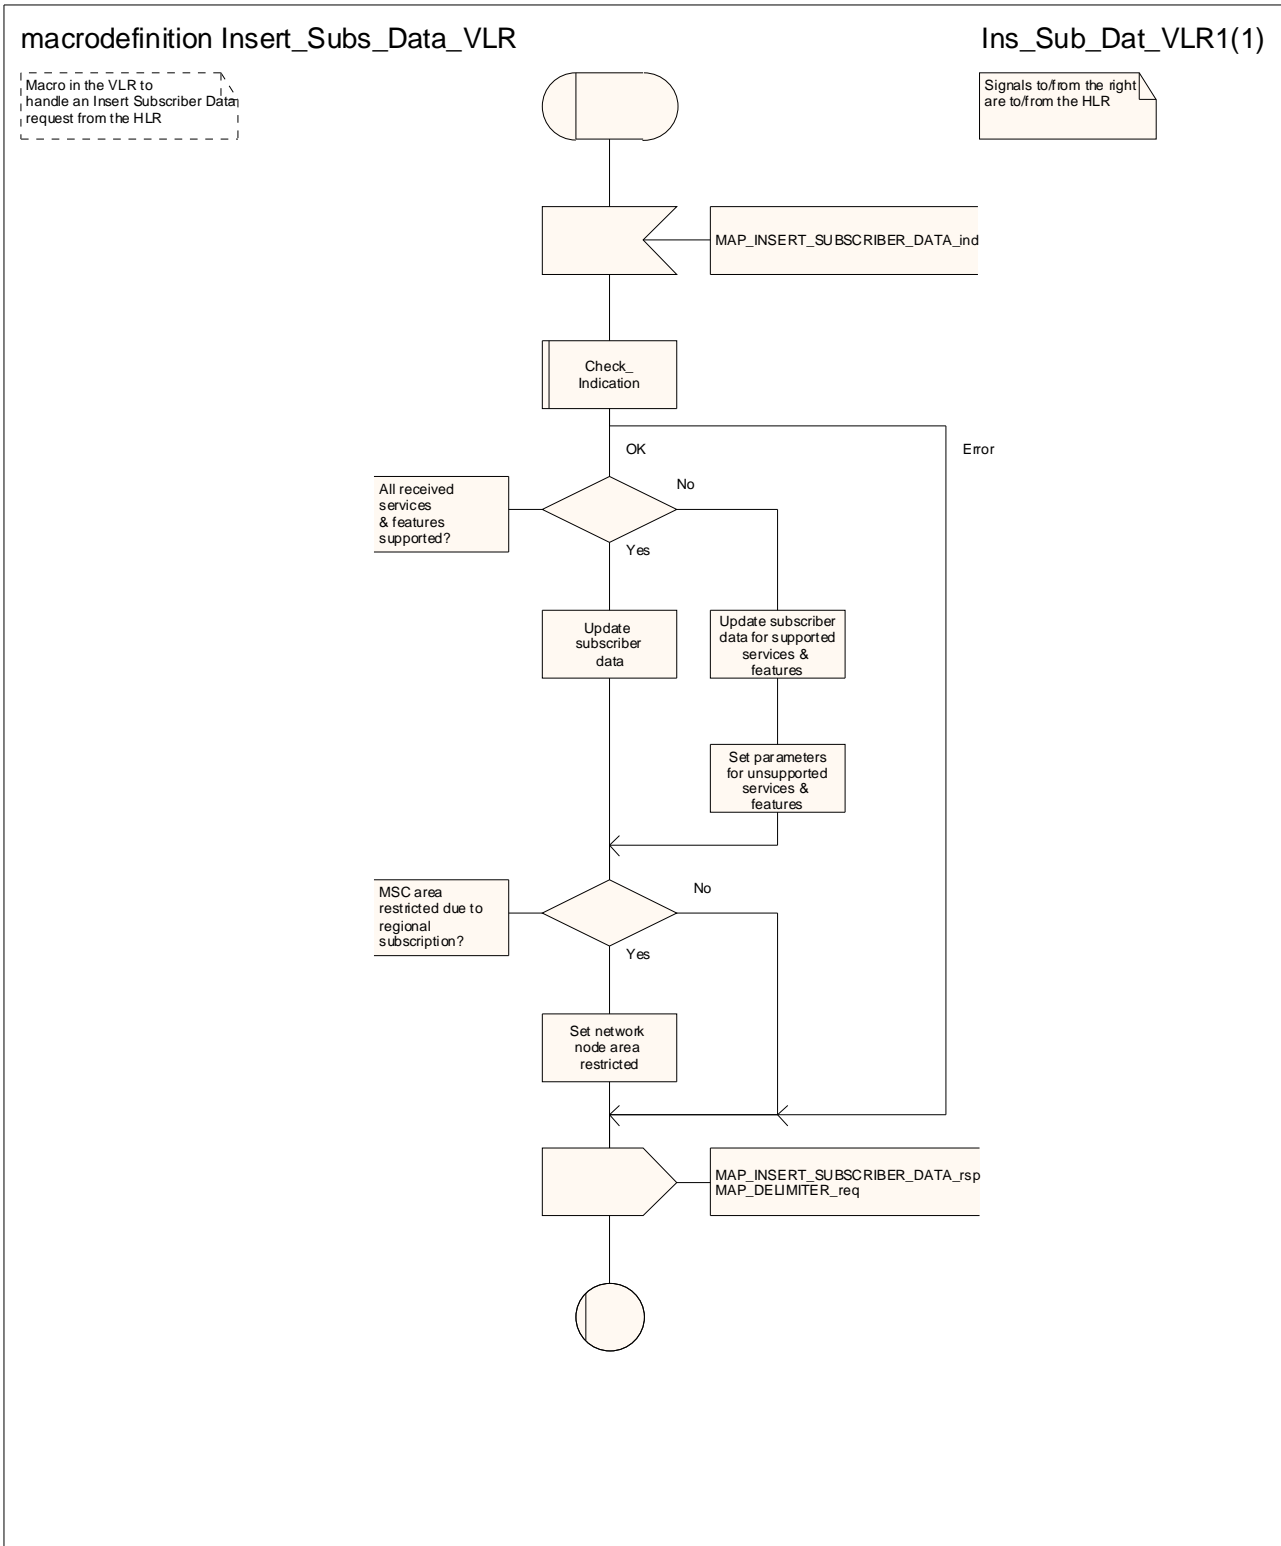 macrodefinition Insert_Subs_Data_VLR
Ins_Sub_Dat_VLR1(1)
Macro in the VLR to
handle an Insert Subscriber Data
request from the HLR
Signals to/from the right
are to/from the HLR
MAP_INSERT_SUBSCRIBER_DATA_ind
Check_
Indication
OK
Error
All received
services
& features
supported?
No
Yes
Update
subscriber
data
Update subscriber
data for supported
services &
features
Set parameters
for unsupported
services &
features
MSC area
restricted due to
regional
subscription?
No
Yes
Set network
node area
restricted
MAP_INSERT_SUBSCRIBER_DATA_rsp
MAP_DELIMITER_req